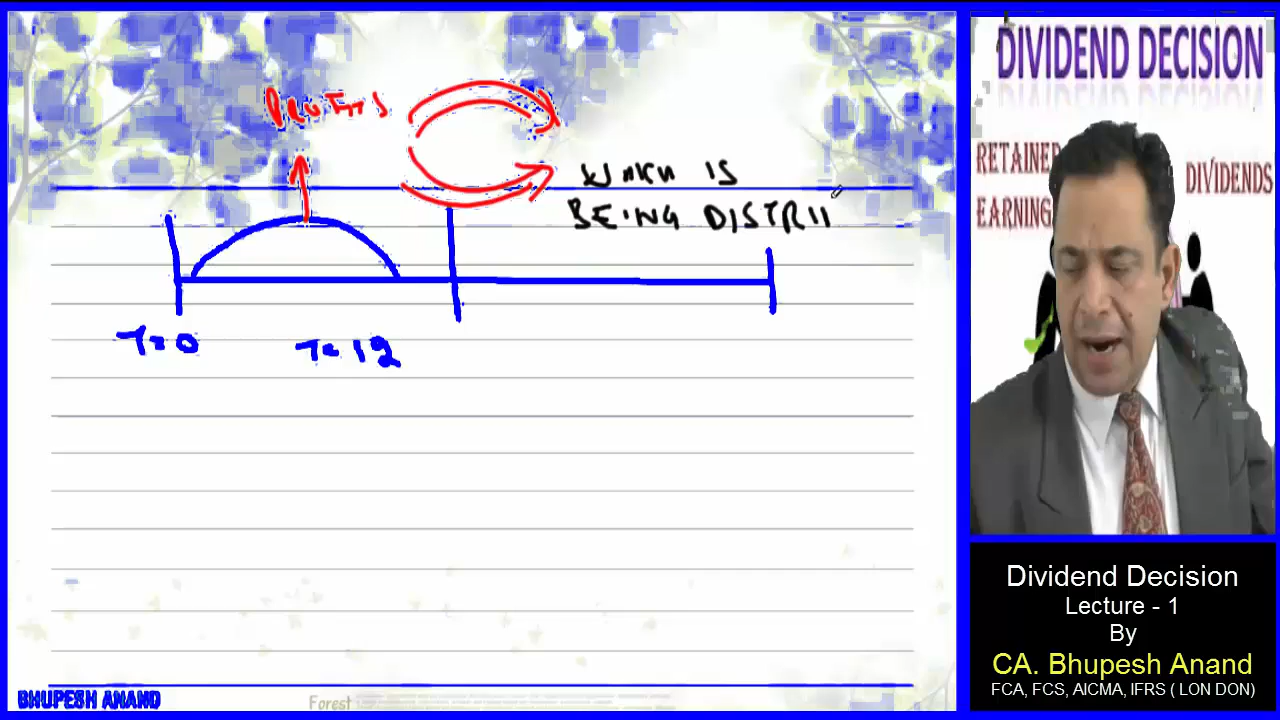 PROFITS
WHICH IS
BEING DISTRI
T=0
T=12
BHUPESH ANAND
Forest
DIVIDEND DECISION
RETAINED
EARNING
DIVIDENDS
Dividend Decision
Lecture - 1
By
CA. Bhupesh Anand
FCA, FCS, AICMA, IFRS ( LON DON)